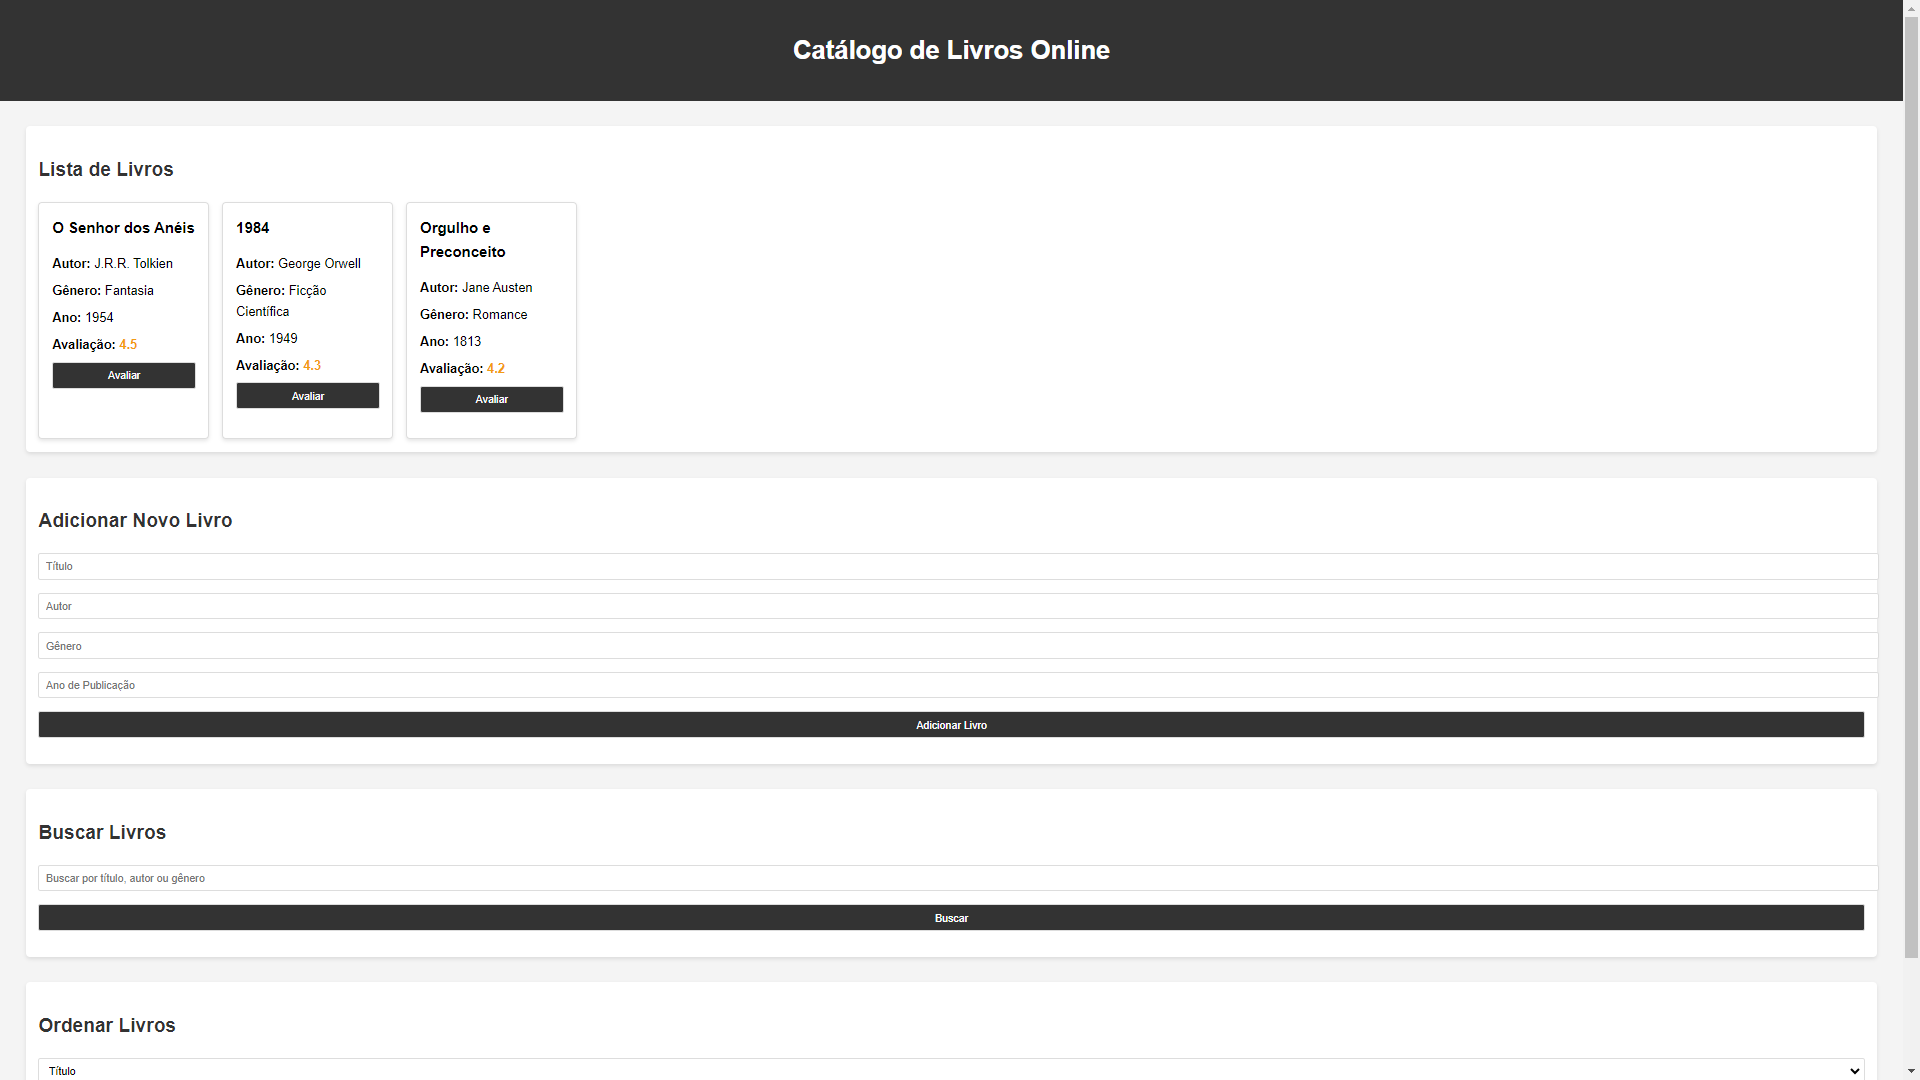 Catálogo de Livros Online
Lista de Livros
O Senhor dos Anéis
Autor: J.R.R. Tolkien
Gênero: Fantasia
Ano: 1954
Avaliação: 4.5
Avaliar
1984
Autor: George Orwell
Gênero: Ficção
Científica
Ano: 1949
Avaliação: 4.3
Avaliar
Orgulho e
Preconceito
Autor: Jane Austen
Gênero: Romance
Ano: 1813
Avaliação: 4.2
Avaliar
Adicionar Novo Livro
Título
Autor
Gênero
Ano de Publicação
Adicionar Livro
Buscar Livros
Buscar por título, autor ou gênero
Buscar
Ordenar Livros
Título